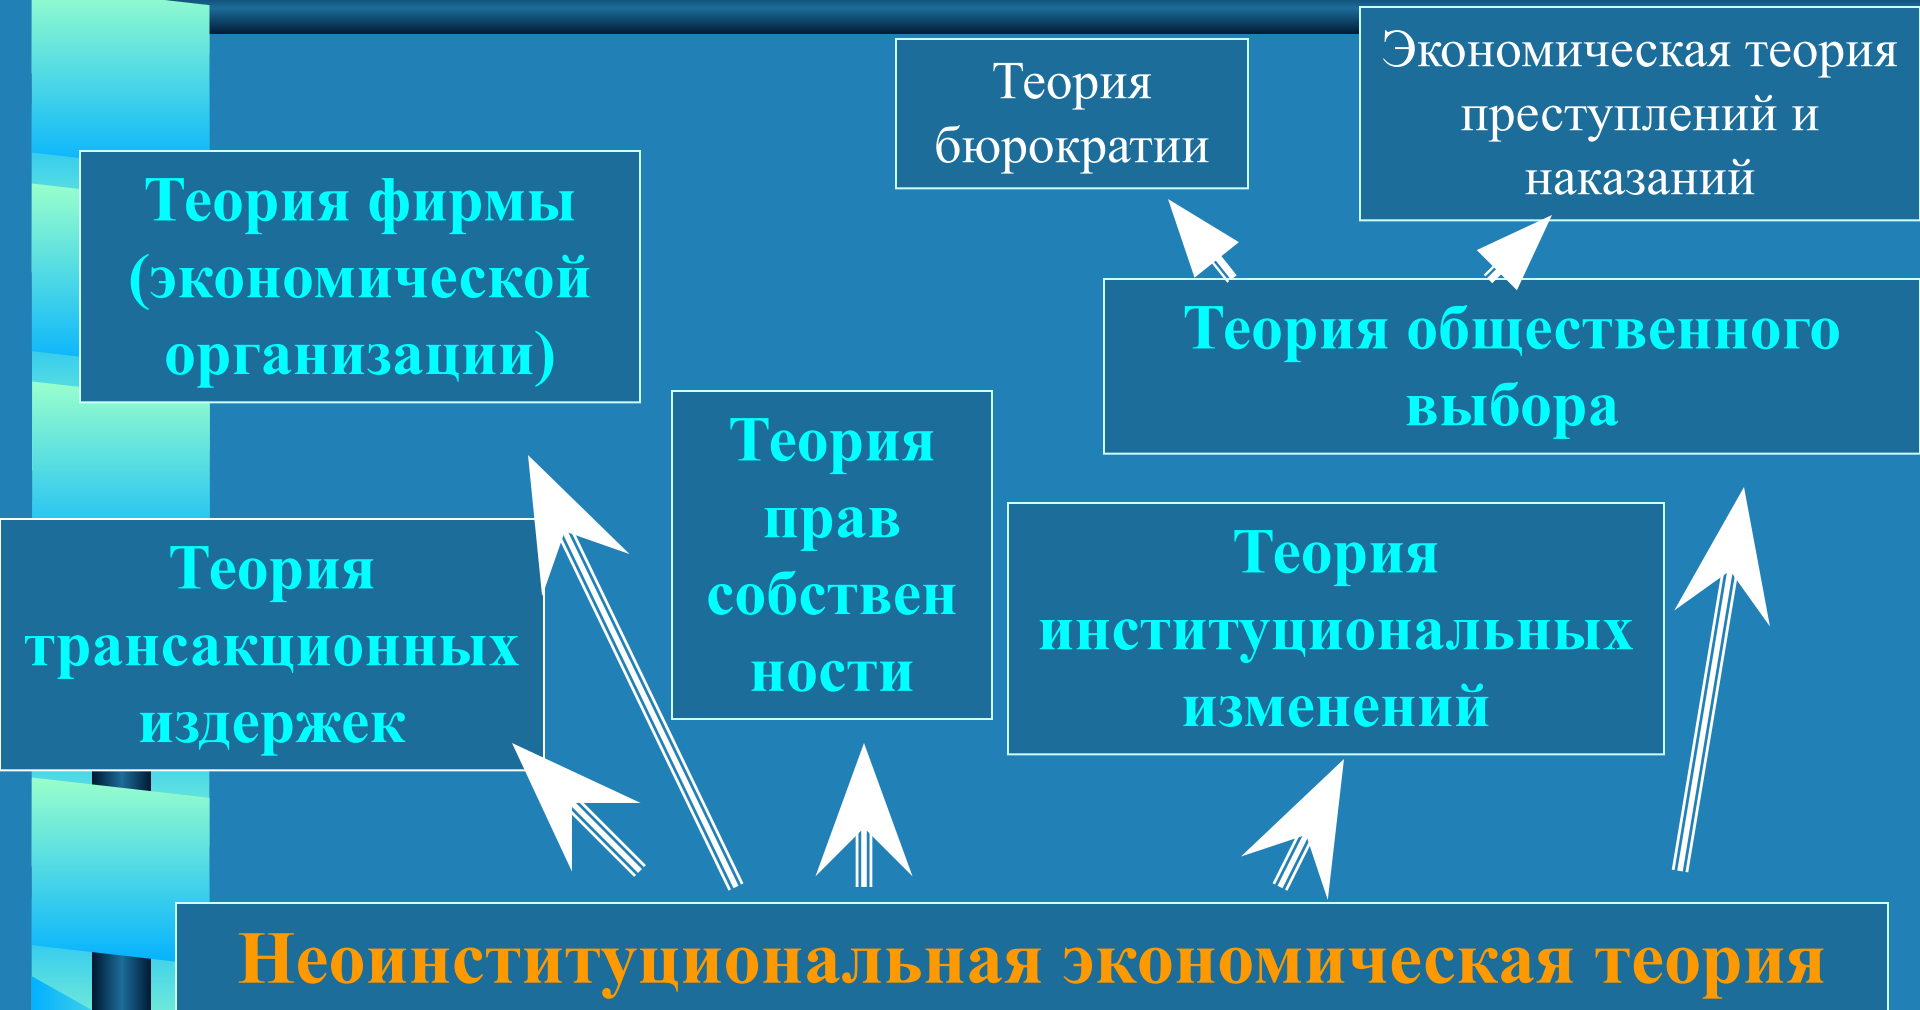 Теория
бюрократии
Экономическая теория
преступлений и
наказаний
Теория фирмы
(экономической
организации)
Теория общественного
выбора
Теория
прав
собствен
ности
Теория
трансакционных
издержек
Теория
институциональных
изменений
Неоинституциональная экономическая теория